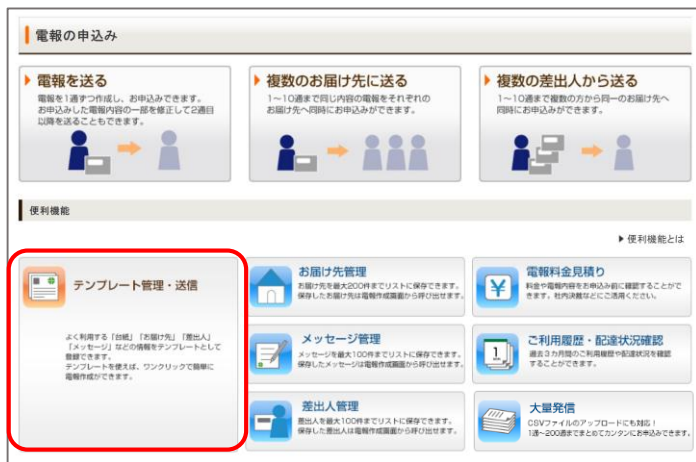 電報の申込み
電報を送る
電報を1通ずつ作成し、お申込みできます。
お申込みした電報内容の一部を修正して2通目
以降を送ることもできます。
複数のお届け先に送る
1～10通まで同じ内容の電報をそれぞれの
お届け先へ同時にお申込みができます。
複数の差出人から送る
1～10通まで複数の方から同一のお届け先へ
同時にお申込みができます。
便利機能
便利機能とは
テンプレート管理・送信
よく利用する「台紙」「お届け先」「差出人」
「メッセージ」などの情報をテンプレートとして
登録できます。
テンプレートを使えば、ワンクリックで簡単に
電報作成ができます。
お届け先管理
お届け先を最大200件までリストに保存できます。
保存したお届け先は電報作成画面から呼び出せます。
電報料金見積り
料金や電報内容をお申込み前に確認することがで
きます。社内決裁などにご活用ください。
メッセージ管理
メッセージを最大100件までリストに保存できます。
保存したメッセージは電報作成画面から呼び出せます。
ご利用履歴・配達状況確認
過去3カ月間のご利用履歴や配達状況を確認
することができます。
差出人管理
差出人を最大100件までリストに保存できます。
保存した差出人は電報作成画面から呼び出せます。
大量発信
CSVファイルのアップロードにも対応！
1通～200通までまとめてカンタンにお申込みできます。